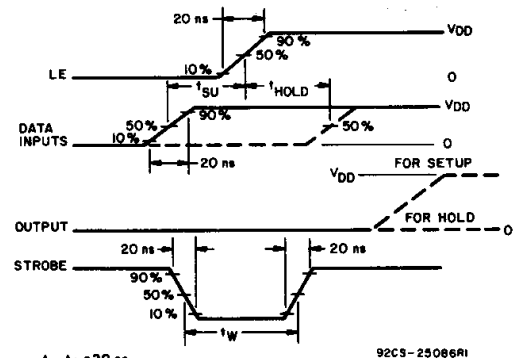 20 ns
VDD
90%
50%
LE
10%
0
tSU
tHOLD
VDD
90%
DATA
INPUTS
50%
10%
50%
0
20 ns
FOR SETUP
VDD
FOR HOLD
OUTPUT
0
20 ns
20 ns
STROBE
90%
50%
10%
tW
92CS-25086R1